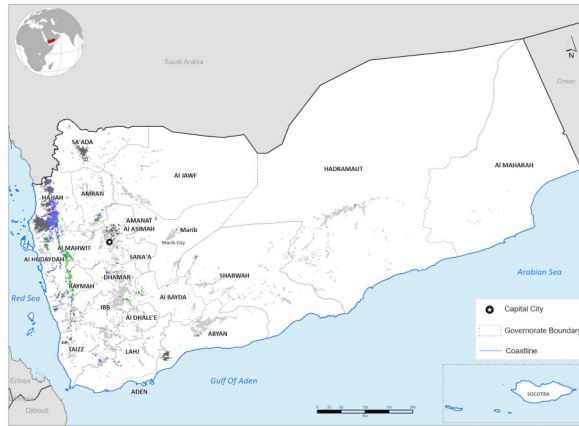 Saudi Arabia
N
Oman
SA'ADA
HADRAMAUT
Al MAHARAH
Al JAWF
AMRAN
HAJJAH
AMANAT
Al ASIMAH
Marib
Marib City
Al MAHWIT
Al HUDAYDAH
SANA'A
Arabian Sea
SHABWAH
DHAMAR
RAYMAH
Red Sea
Al BAYDA
IBB
Al DHALE'E
ABYAN
Capital City
Governorate Boundary
Coastline
TAIZZ
LAHJ
Gulf Of Aden
Eritrea
ADEN
SOCOTRA
Djibouti